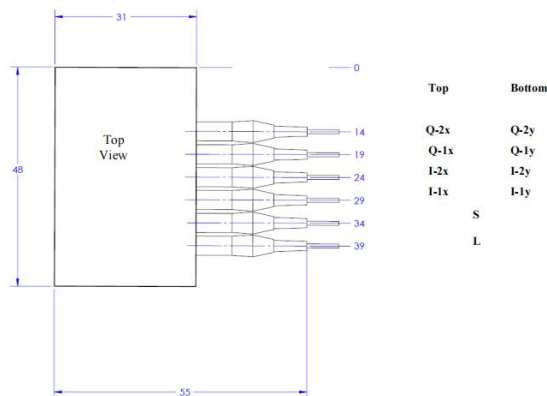 31
0
Top Bottom
Top
View
48
14 Q-2x Q-2y
19 Q-1x Q-1y
24 I-2x I-2y
29 I-1x I-1y
34 S
39 L
55